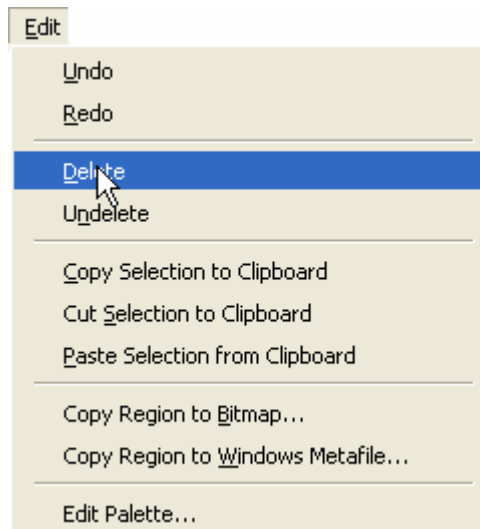 Edit
Undo
Redo
Delete
Undelete
Copy Selection to Clipboard
Cut Selection to Clipboard
Paste Selection from Clipboard
Copy Region to Bitmap...
Copy Region to Windows Metafile...
Edit Palette...